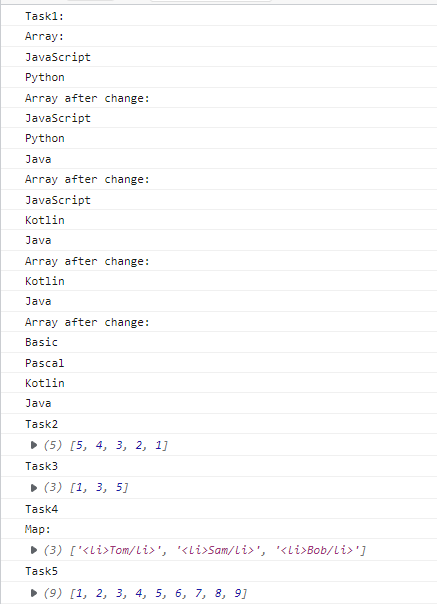 Task1:
Array:
JavaScript
Python
Array after change:
JavaScript
Python
Java
Array after change:
JavaScript
Kotlin
Java
Array after change:
Kotlin
Java
Array after change:
Basic
Pascal
Kotlin
Java
Task2
(5) [5, 4, 3, 2, 1]
Task3
(3) [1, 3, 5]
Task4
Map:
(3) ['<li>Tom/li>', '<li>Sam/li>', '<li>Bob/li>']
Task5
(9) [1, 2, 3, 4, 5, 6, 7, 8, 9]